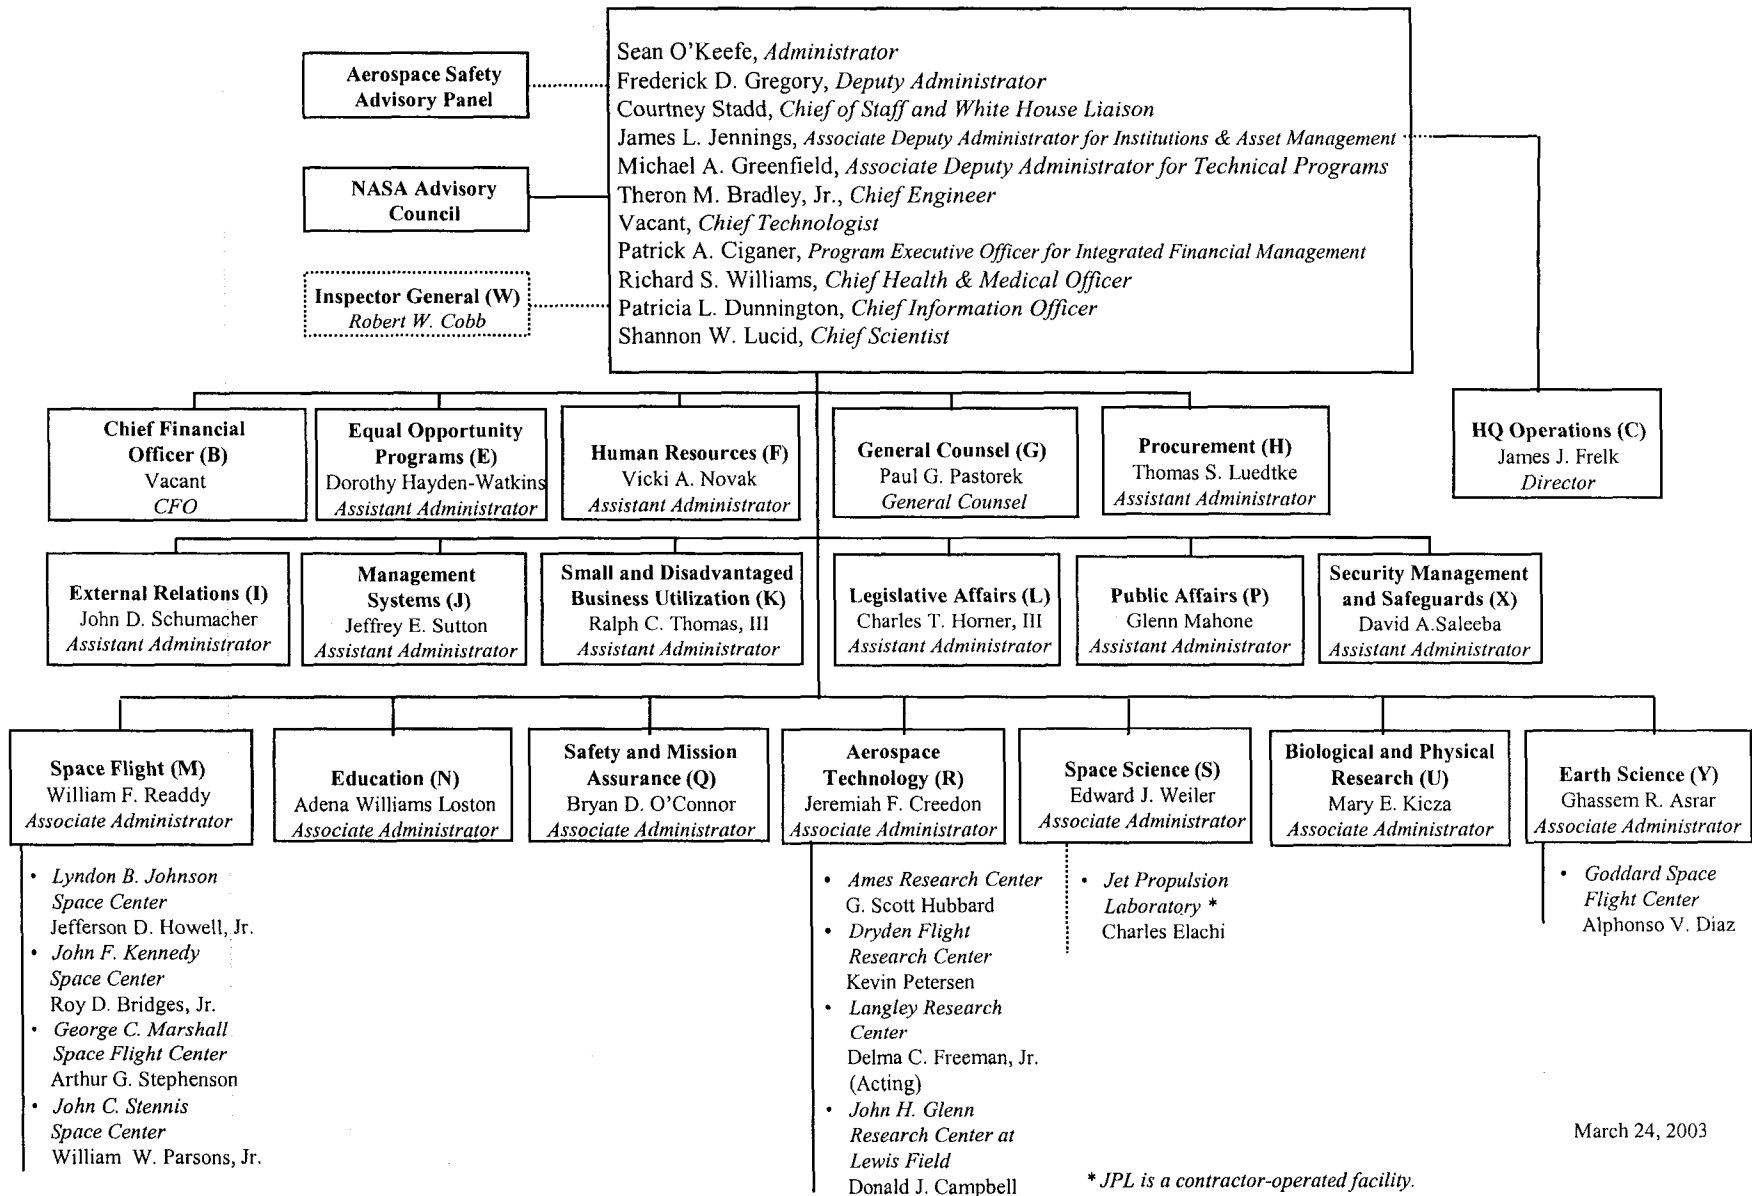 Aerospace Safety
Advisory Panel
NASA Advisory
Council
Inspector General (W)
Robert W. Cobb
Sean O'Keefe, Administrator
Frederick D. Gregory, Deputy Administrator
Courtney Stadd, Chief of Staff and White House Liaison
James L. Jennings, Associate Deputy Administrator for Institutions & Asset Management
Michael A. Greenfield, Associate Deputy Administrator for Technical Programs
Theron M. Bradley, Jr., Chief Engineer
Vacant, Chief Technologist
Patrick A. Ciganer, Program Executive Officer for Integrated Financial Management
Richard S. Williams, Chief Health & Medical Officer
Patricia L. Dunnington, Chief Information Officer
Shannon W. Lucid, Chief Scientist
Chief Financial
Officer (B)
Vacant
CFO
Equal Opportunity
Programs (E)
Dorothy Hayden-Watkins
Assistant Administrator
Human Resources (F)
Vicki A. Novak
Assistant Administrator
General Counsel (G)
Paul G. Pastorek
General Counsel
Procurement (H)
Thomas S. Luedtke
Assistant Administrator
HQ Operations (C)
James J. Frelk
Director
External Relations (I)
John D. Schumacher
Assistant Administrator
Management
Systems (J)
Jeffrey E. Sutton
Assistant Administrator
Small and Disadvantaged
Business Utilization (K)
Ralph C. Thomas, III
Assistant Administrator
Legislative Affairs (L)
Charles T. Horner, III
Assistant Administrator
Public Affairs (P)
Glenn Mahone
Assistant Administrator
Security Management
and Safeguards (X)
David A.Saleeba
Assistant Administrator
Space Flight (M)
William F. Readdy
Associate Administrator
Education (N)
Adena Williams Loston
Associate Administrator
Safety and Mission
Assurance (Q)
Bryan D. O'Connor
Associate Administrator
Aerospace
Technology (R)
Jeremiah F. Creedon
Associate Administrator
Space Science (S)
Edward J. Weiler
Associate Administrator
Biological and Physical
Research (U)
Mary E. Kicza
Associate Administrator
Earth Science (Y)
Ghassem R. Asrar
Associate Administrator
• Lyndon B. Johnson
Space Center
Jefferson D. Howell, Jr.
• John F. Kennedy
Space Center
Roy D. Bridges, Jr.
• George C. Marshall
Space Flight Center
Arthur G. Stephenson
• John C. Stennis
Space Center
William W. Parsons, Jr.
• Ames Research Center
G. Scott Hubbard
• Dryden Flight
Research Center
Kevin Petersen
• Langley Research
Center
Delma C. Freeman, Jr.
(Acting)
• John H. Glenn
Research Center at
Lewis Field
Donald J. Campbell
• Jet Propulsion
Laboratory *
Charles Elachi
• Goddard Space
Flight Center
Alphonso V. Diaz
March 24, 2003
* JPL is a contractor-operated facility.